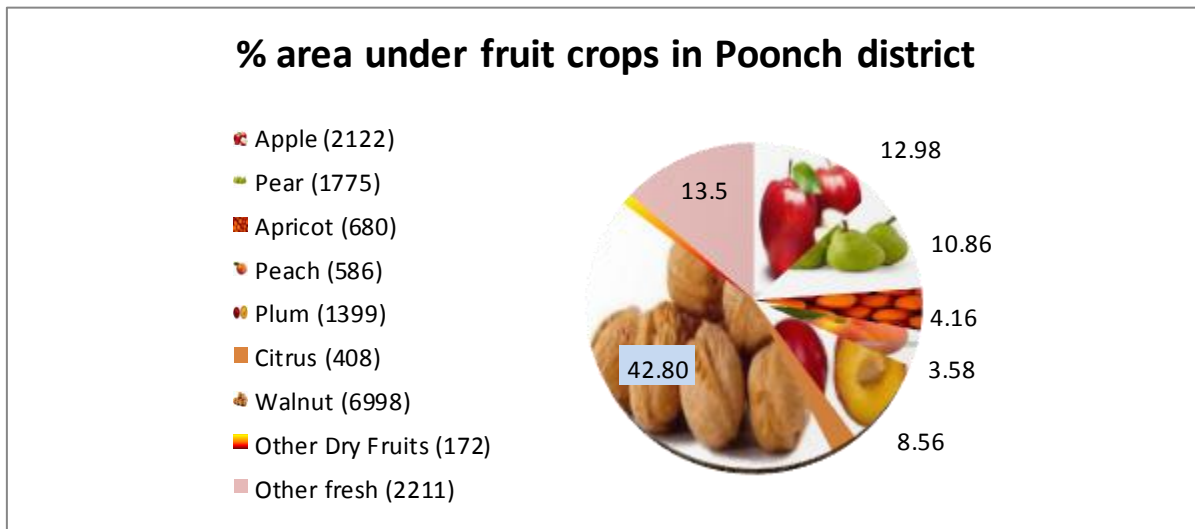 % area under fruit crops in Poonch district
Apple (2122)
Pear (1775)
Apricot (680)
Peach (586)
Plum (1399)
Citrus (408)
Walnut (6998)
Other Dry Fruits (172)
Other fresh (2211)
12.98
10.86
4.16
3.58
8.56
42.80
13.5